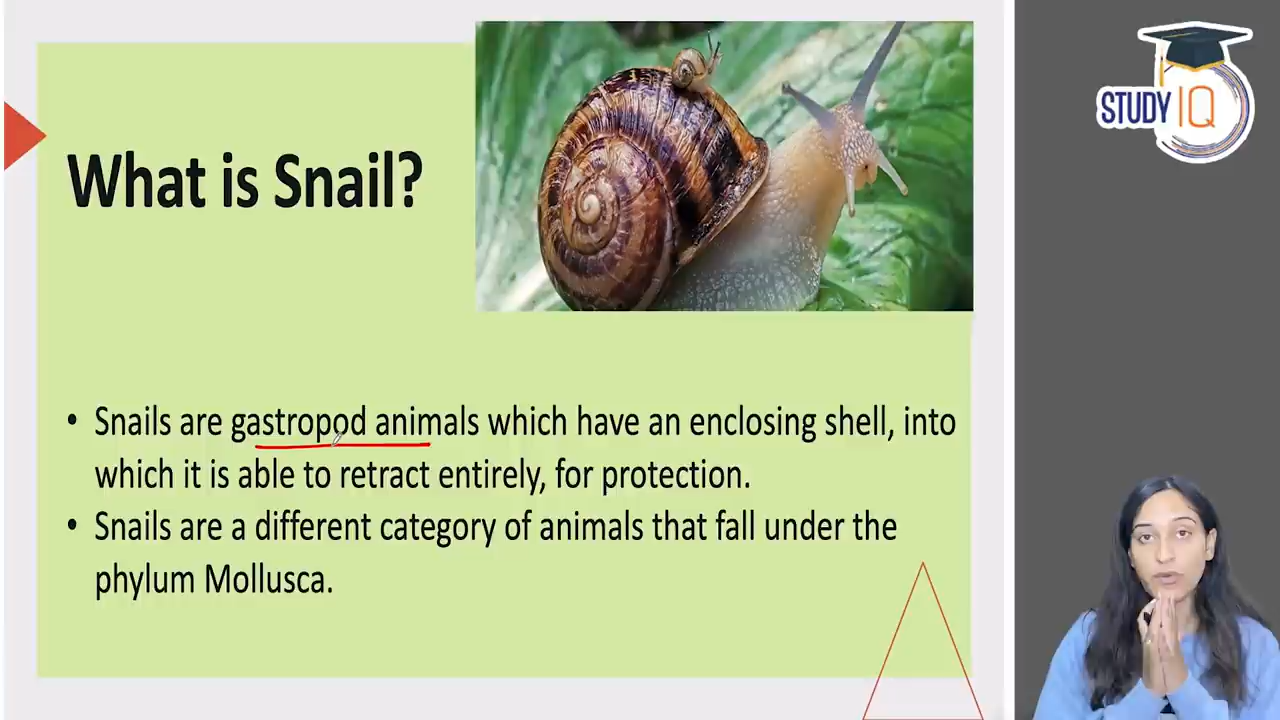 STUDY IQ
What is Snail?
• Snails are gastropod animals which have an enclosing shell, into
which it is able to retract entirely, for protection.
• Snails are a different category of animals that fall under the
phylum Mollusca.